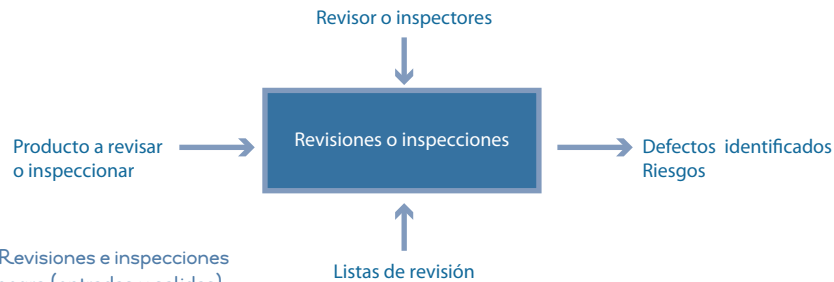 Revisor o inspectores
Producto a revisar
o inspeccionar
Revisiones o inspecciones
Defectos identificados
Riesgos
Listas de revisión
Revisiones e inspecciones